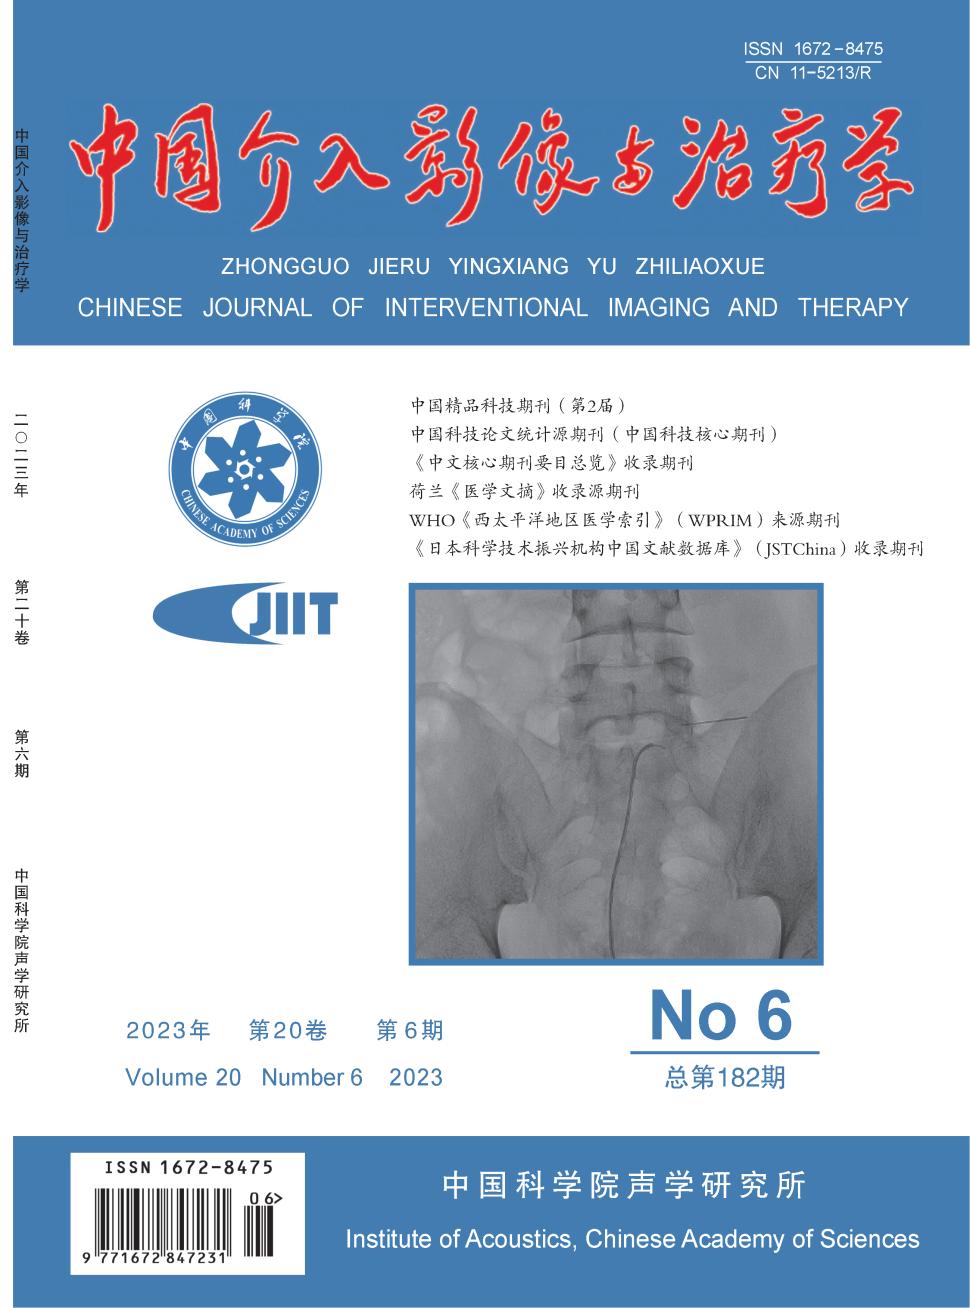 ISSN 1672-8475
CN 11-5213/R
中国介入影像与治疗学
ZHONGGUO JIERU YINGXIANG YU ZHILIAOXUE
CHINESE JOURNAL OF INTERVENTIONAL IMAGING AND THERAPY
中国介入影像与治疗学
二〇二三年
第二十卷
第六期
中国科学院声学研究所
中国科学院
CHINESE ACADEMY OF SCIENCES
CJIIT
中国精品科技期刊（第2届）
中国科技论文统计源期刊（中国科技核心期刊）
《中文核心期刊要目总览》收录期刊
荷兰《医学文摘》收录源期刊
WHO《西太平洋地区医学索引》（WPRIM）来源期刊
《日本科学技术振兴机构中国文献数据库》（JSTChina）收录期刊
2023年 第20卷 第6期
Volume 20 Number 6 2023
No 6
总第182期
ISSN 1672-8475
06>
9 771672 847231
中国科学院声学研究所
Institute of Acoustics, Chinese Academy of Sciences